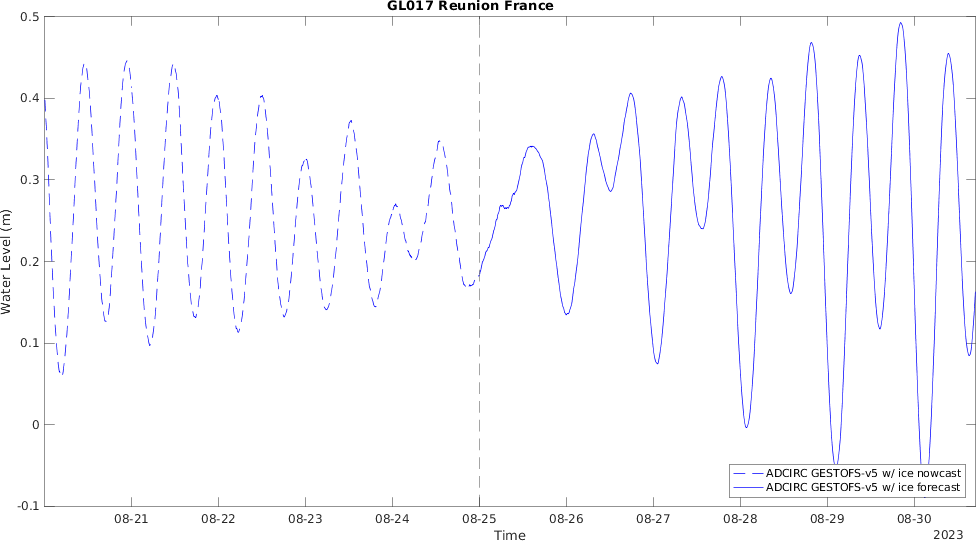 GL017 Reunion France
0.5
0.4
0.3
0.2
0.1
0
-0.1
Water Level (m)
ADCIRC GESTOFS-v5 w/ ice nowcast
ADCIRC GESTOFS-v5 w/ ice forecast
08-21 08-22 08-23 08-24 08-25 08-26 08-27 08-28 08-29 08-30
Time
2023